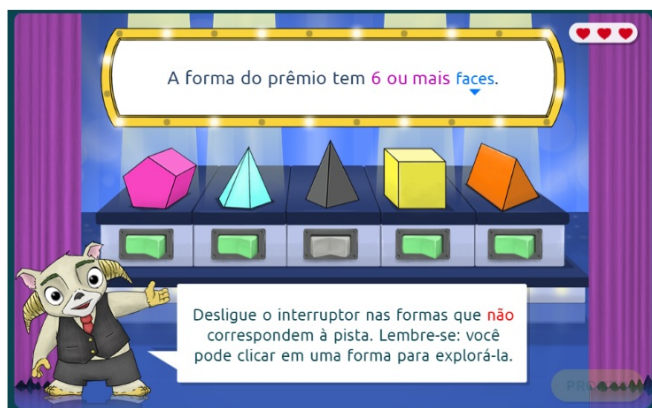 A forma do prêmio tem 6 ou mais faces.
Desligue o interruptor nas formas que não
correspondem à pista. Lembre-se: você
pode clicar em uma forma para explorá-la.